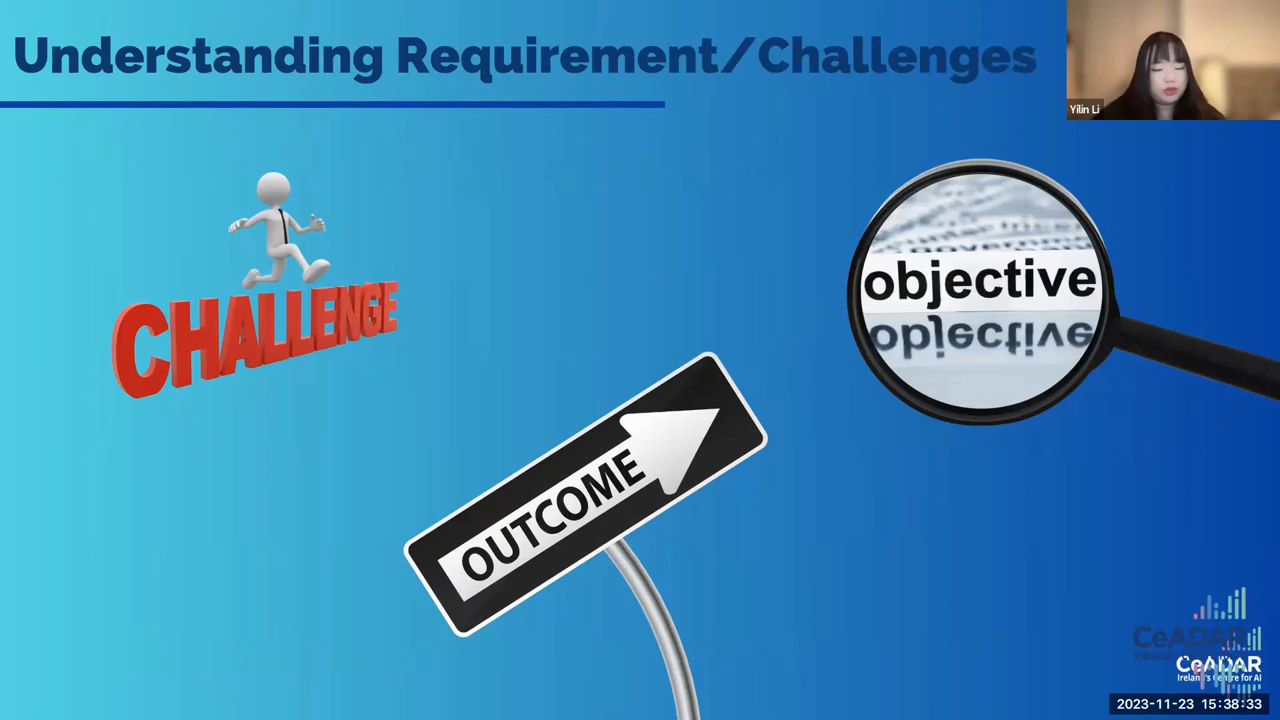 Understanding Requirement/Challenges
Yilin Li
CHALLENGE
objective
objective
OUTCOME
CeADAR
CeADAR
Ireland's Centre for AI
2023-11-23 15:38:33